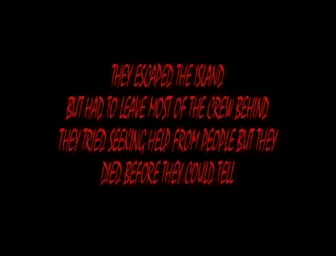 THEY ESCAPED THE ISLAND
BUT HAD TO LEAVE MOST OF THE CREW BEHIND
THEY TRIED SEEKING HELP FROM PEOPLE BUT THEY
DIED BEFORE THEY COULD TELL